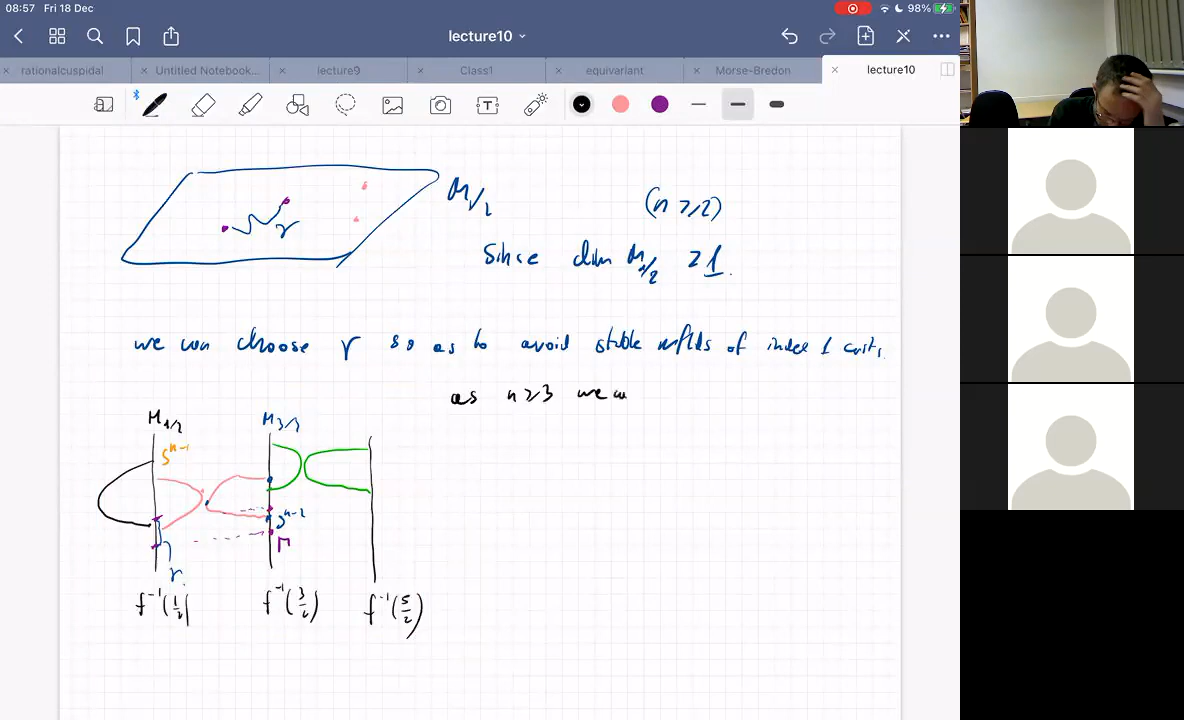 08:57 Fri 18 Dec
98%
lecture10
rationalcuspidal
Untitled Notebook...
lecture9
Class1
equivariant
Morse-Bredon
lecture10
M1/2
(n ≥ 2)
γ
Since dim M1/2 ≥ 1.
we can choose γ so as to avoid stable mflds of index 1 crits.
as n ≥ 3 we
M1/2
M3/2
S^{n-1}
S^{n-2}
Γ
γ
f^{-1}(1/2)
f^{-1}(3/2)
f^{-1}(5/2)